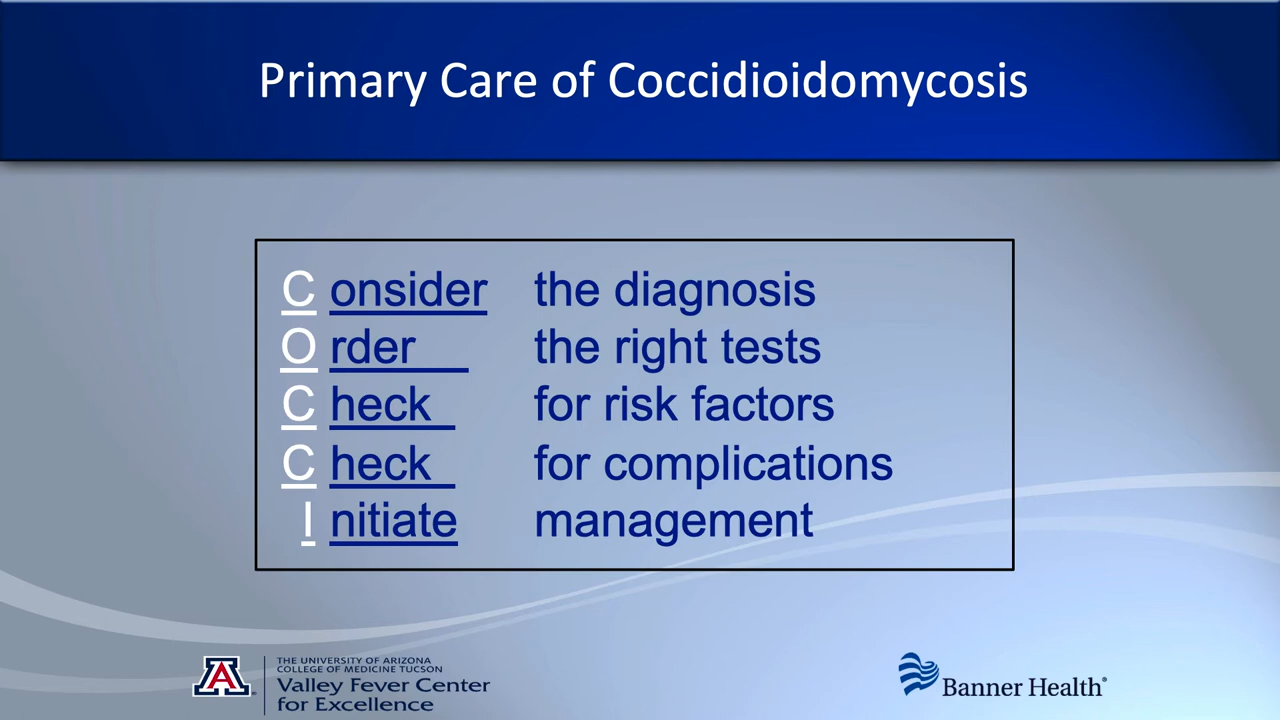 Primary Care of Coccidioidomycosis
C onsider the diagnosis
O rder the right tests
C heck for risk factors
C heck for complications
I nitiate management
THE UNIVERSITY OF ARIZONA
COLLEGE OF MEDICINE TUCSON
Valley Fever Center
for Excellence
A
Banner Health®